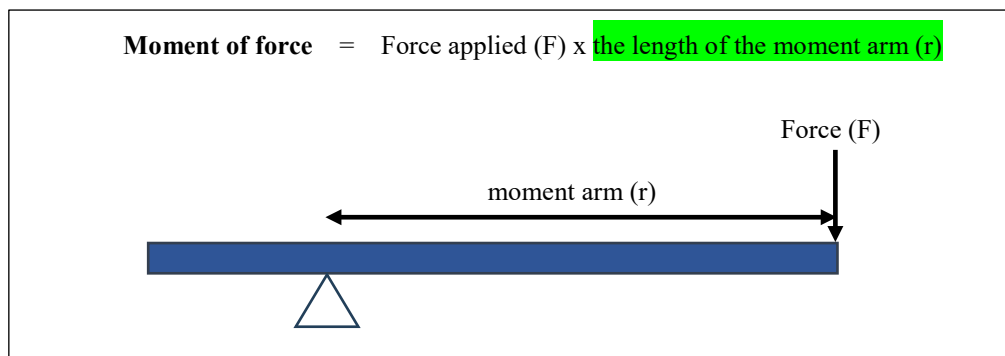 Moment of force = Force applied (F) x the length of the moment arm (r)
Force (F)
moment arm (r)